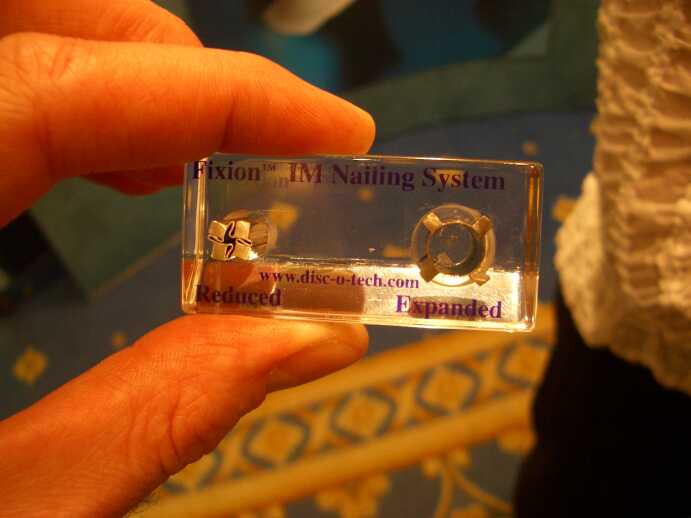 Fixion™ IM Nailing System
www.disc-o-tech.com
Reduced Expanded